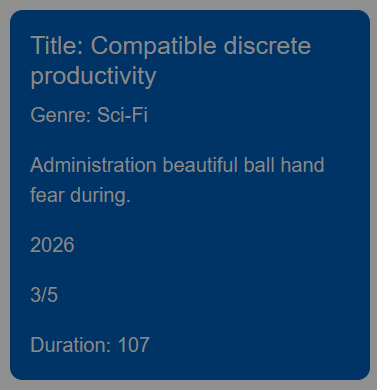 Title: Compatible discrete
productivity
Genre: Sci-Fi
Administration beautiful ball hand
fear during.
2026
3/5
Duration: 107